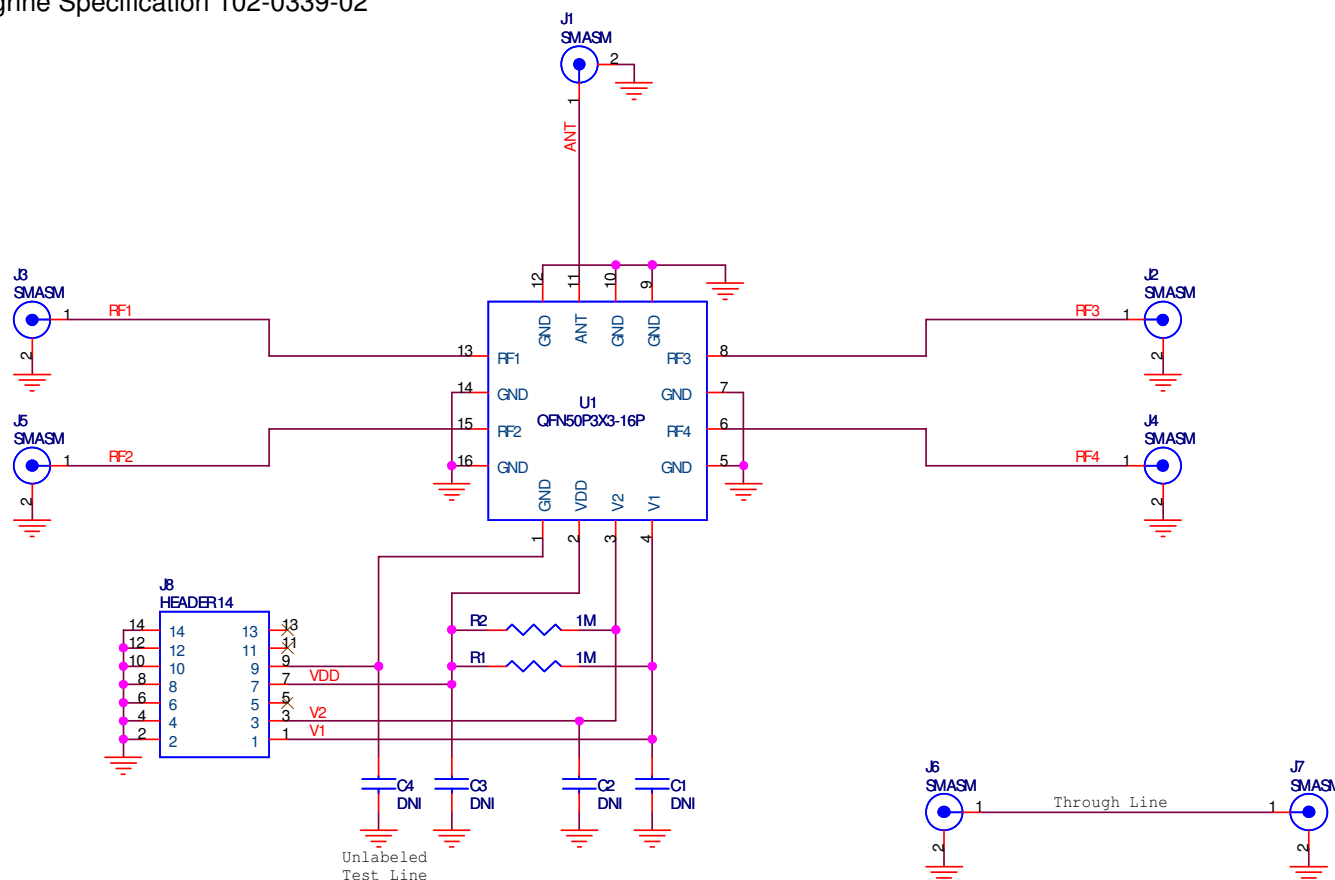 grine Specification 102-0339-02
J1
SMASM
2
1
ANT
J3
SMASM
1
RF1
2
J2
SMASM
RF3
1
2
12
11
10
9
GND
ANT
GND
GND
13
RF1
RF3
8
14
GND
GND
7
U1
QFN50P3X3-16P
15
RF2
RF4
6
16
GND
GND
5
GND
VDD
V2
V1
1
2
3
4
J5
SMASM
1
RF2
2
J4
SMASM
RF4
1
2
J8
HEADER14
14
14
13
13
12
12
11
11
10
10
9
9
8
8
7
7
VDD
6
6
5
5
4
4
3
3
V2
2
2
1
1
V1
R2
1M
R1
1M
C4
DNI
C3
DNI
C2
DNI
C1
DNI
Unlabeled
Test Line
J6
SMASM
1
Through Line
2
J7
SMASM
1
2